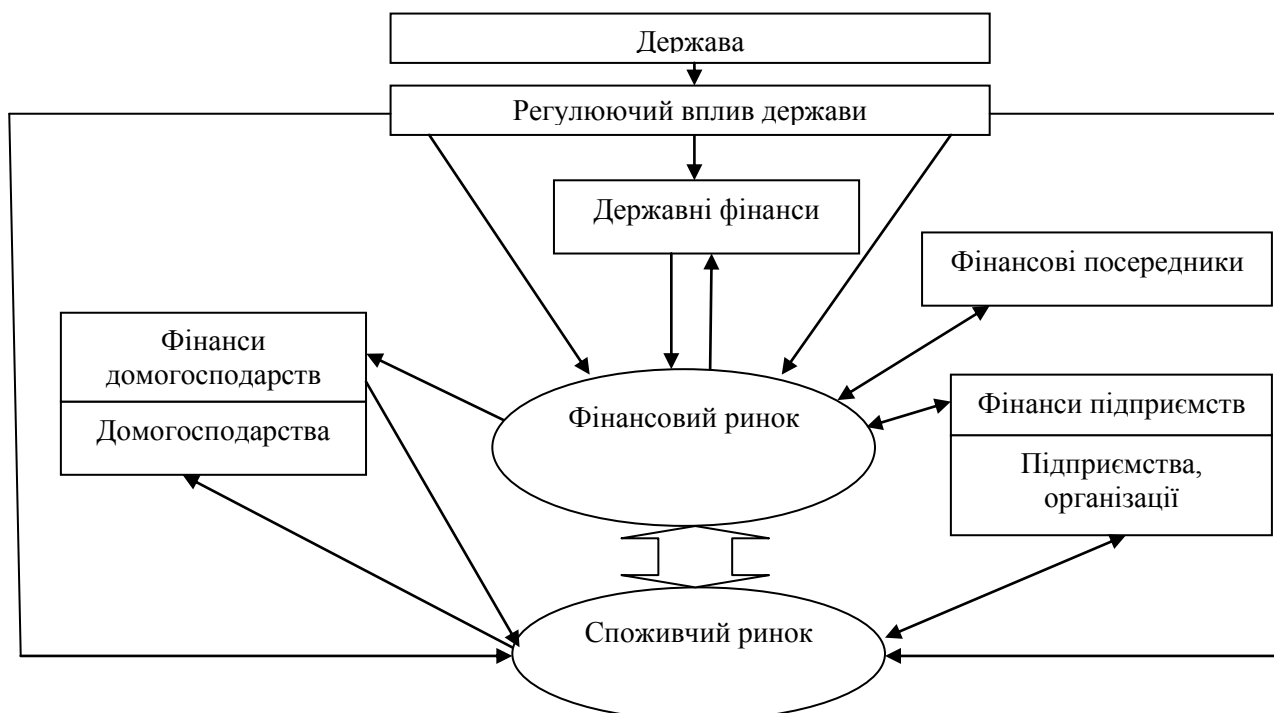 Держава
Регулюючий вплив держави
Державні фінанси
Фінансові посередники
Фінанси
домогосподарств
Домогосподарства
Фінансовий ринок
Фінанси підприємств
Підприємства,
організації
Споживчий ринок